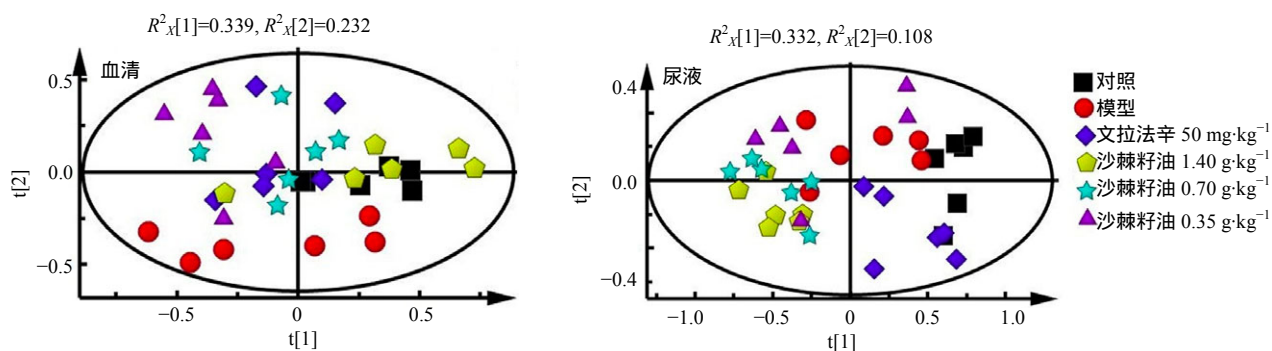 R²X[1]=0.339, R²X[2]=0.232
血清
0.5
0.0
−0.5
t[2]
−0.5
0
0.5
t[1]
R²X[1]=0.332, R²X[2]=0.108
尿液
0.4
0.0
−0.4
t[2]
−1.0
−0.5
0
0.5
1.0
t[1]
对照
模型
文拉法辛 50 mg·kg⁻¹
沙棘籽油 1.40 g·kg⁻¹
沙棘籽油 0.70 g·kg⁻¹
沙棘籽油 0.35 g·kg⁻¹